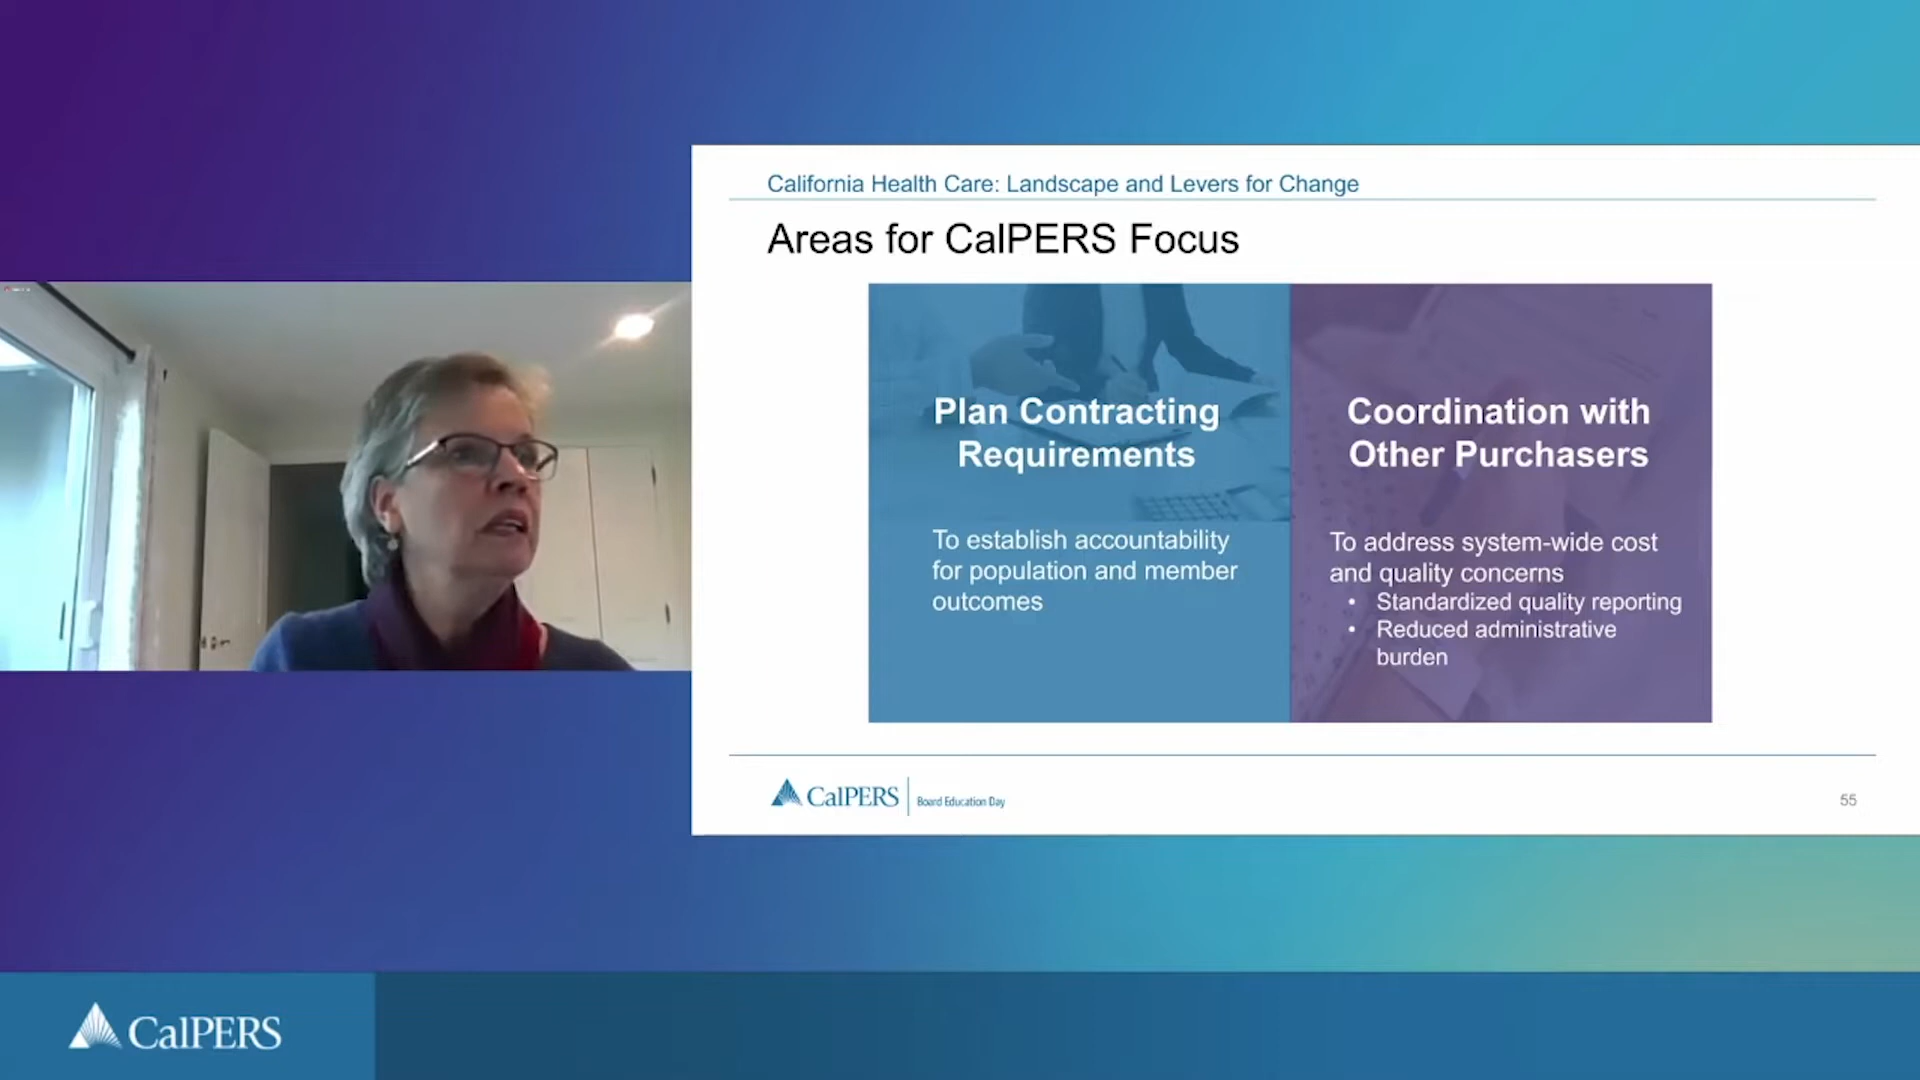 California Health Care: Landscape and Levers for Change
Areas for CalPERS Focus
Plan Contracting
Requirements
To establish accountability
for population and member
outcomes
Coordination with
Other Purchasers
To address system-wide cost
and quality concerns
• Standardized quality reporting
• Reduced administrative
burden
CalPERS
Board Education Day
55
CalPERS